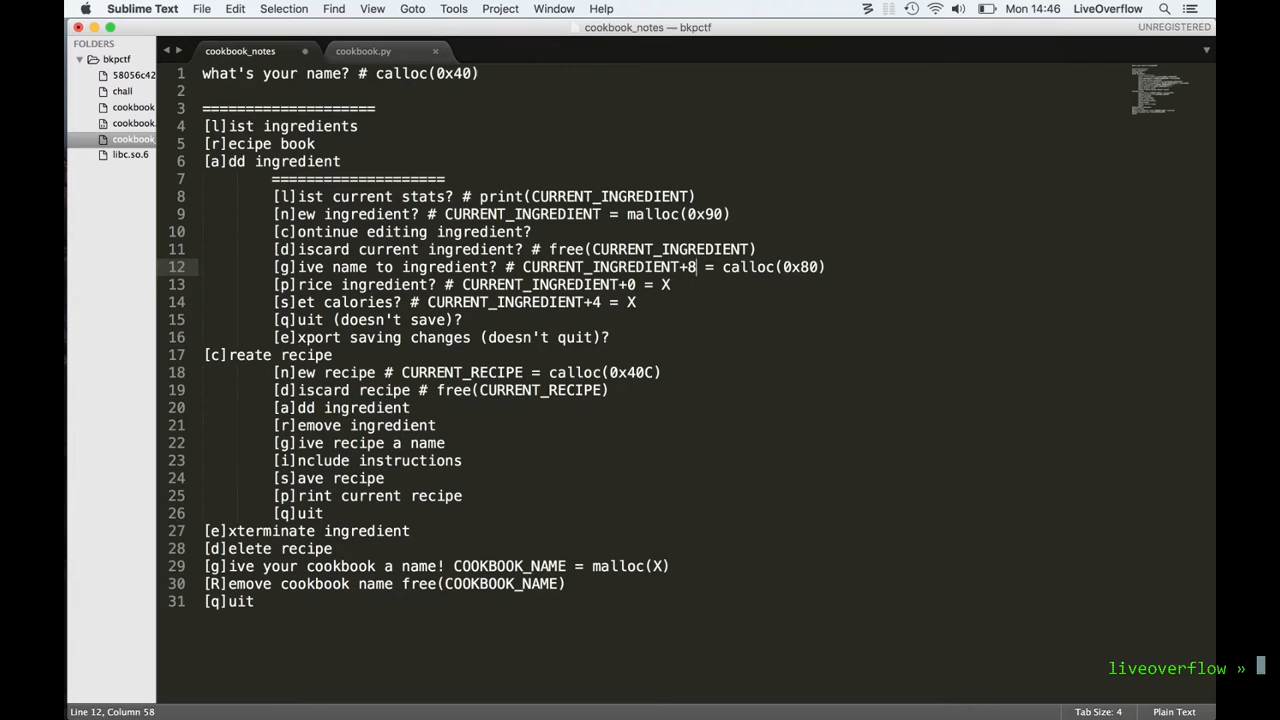 Sublime Text File Edit Selection Find View Goto Tools Project Window Help Mon 14:46 LiveOverflow
cookbook_notes — bkpctf UNREGISTERED
FOLDERS
bkpctf
58056c42
chall
cookbook
cookbook.
cookbook_
libc.so.6
cookbook_notes cookbook.py
1 what's your name? # calloc(0x40)
2
3 ====================
4 [l]ist ingredients
5 [r]ecipe book
6 [a]dd ingredient
7 ====================
8 [l]ist current stats? # print(CURRENT_INGREDIENT)
9 [n]ew ingredient? # CURRENT_INGREDIENT = malloc(0x90)
10 [c]ontinue editing ingredient?
11 [d]iscard current ingredient? # free(CURRENT_INGREDIENT)
12 [g]ive name to ingredient? # CURRENT_INGREDIENT+8 = calloc(0x80)
13 [p]rice ingredient? # CURRENT_INGREDIENT+0 = X
14 [s]et calories? # CURRENT_INGREDIENT+4 = X
15 [q]uit (doesn't save)?
16 [e]xport saving changes (doesn't quit)?
17 [c]reate recipe
18 [n]ew recipe # CURRENT_RECIPE = calloc(0x40C)
19 [d]iscard recipe # free(CURRENT_RECIPE)
20 [a]dd ingredient
21 [r]emove ingredient
22 [g]ive recipe a name
23 [i]nclude instructions
24 [s]ave recipe
25 [p]rint current recipe
26 [q]uit
27 [e]xterminate ingredient
28 [d]elete recipe
29 [g]ive your cookbook a name! COOKBOOK_NAME = malloc(X)
30 [R]emove cookbook name free(COOKBOOK_NAME)
31 [q]uit
liveoverflow »
Line 12, Column 58 Tab Size: 4 Plain Text